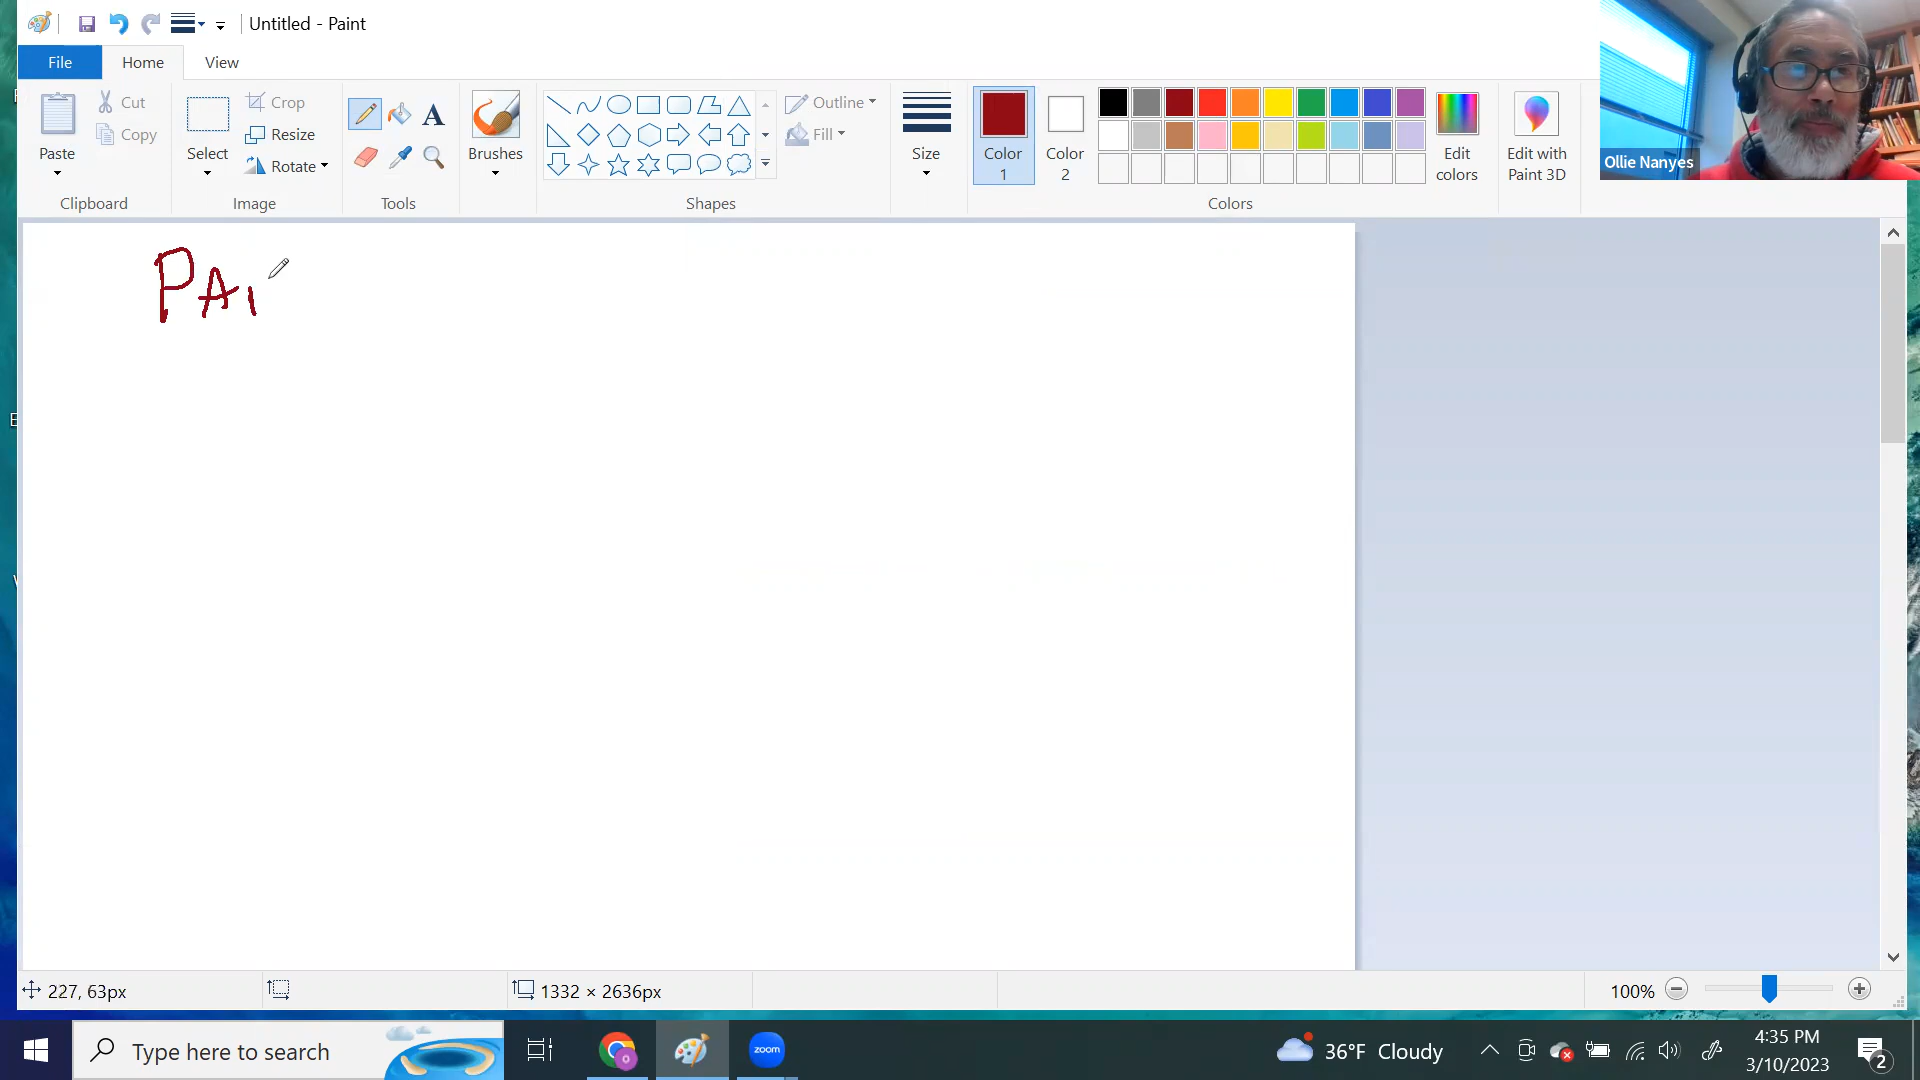 Untitled - Paint
File Home View
Cut
Copy
Paste
Clipboard
Select
Crop
Resize
Rotate
Image
Tools
A
Brushes
Shapes
Outline
Fill
Size
Color 1
Color 2
Colors
Edit colors
Edit with Paint 3D
Ollie Nanyes
PAI
227, 63px
1332 × 2636px
100%
Type here to search
zoom
36°F Cloudy
4:35 PM
3/10/2023
2